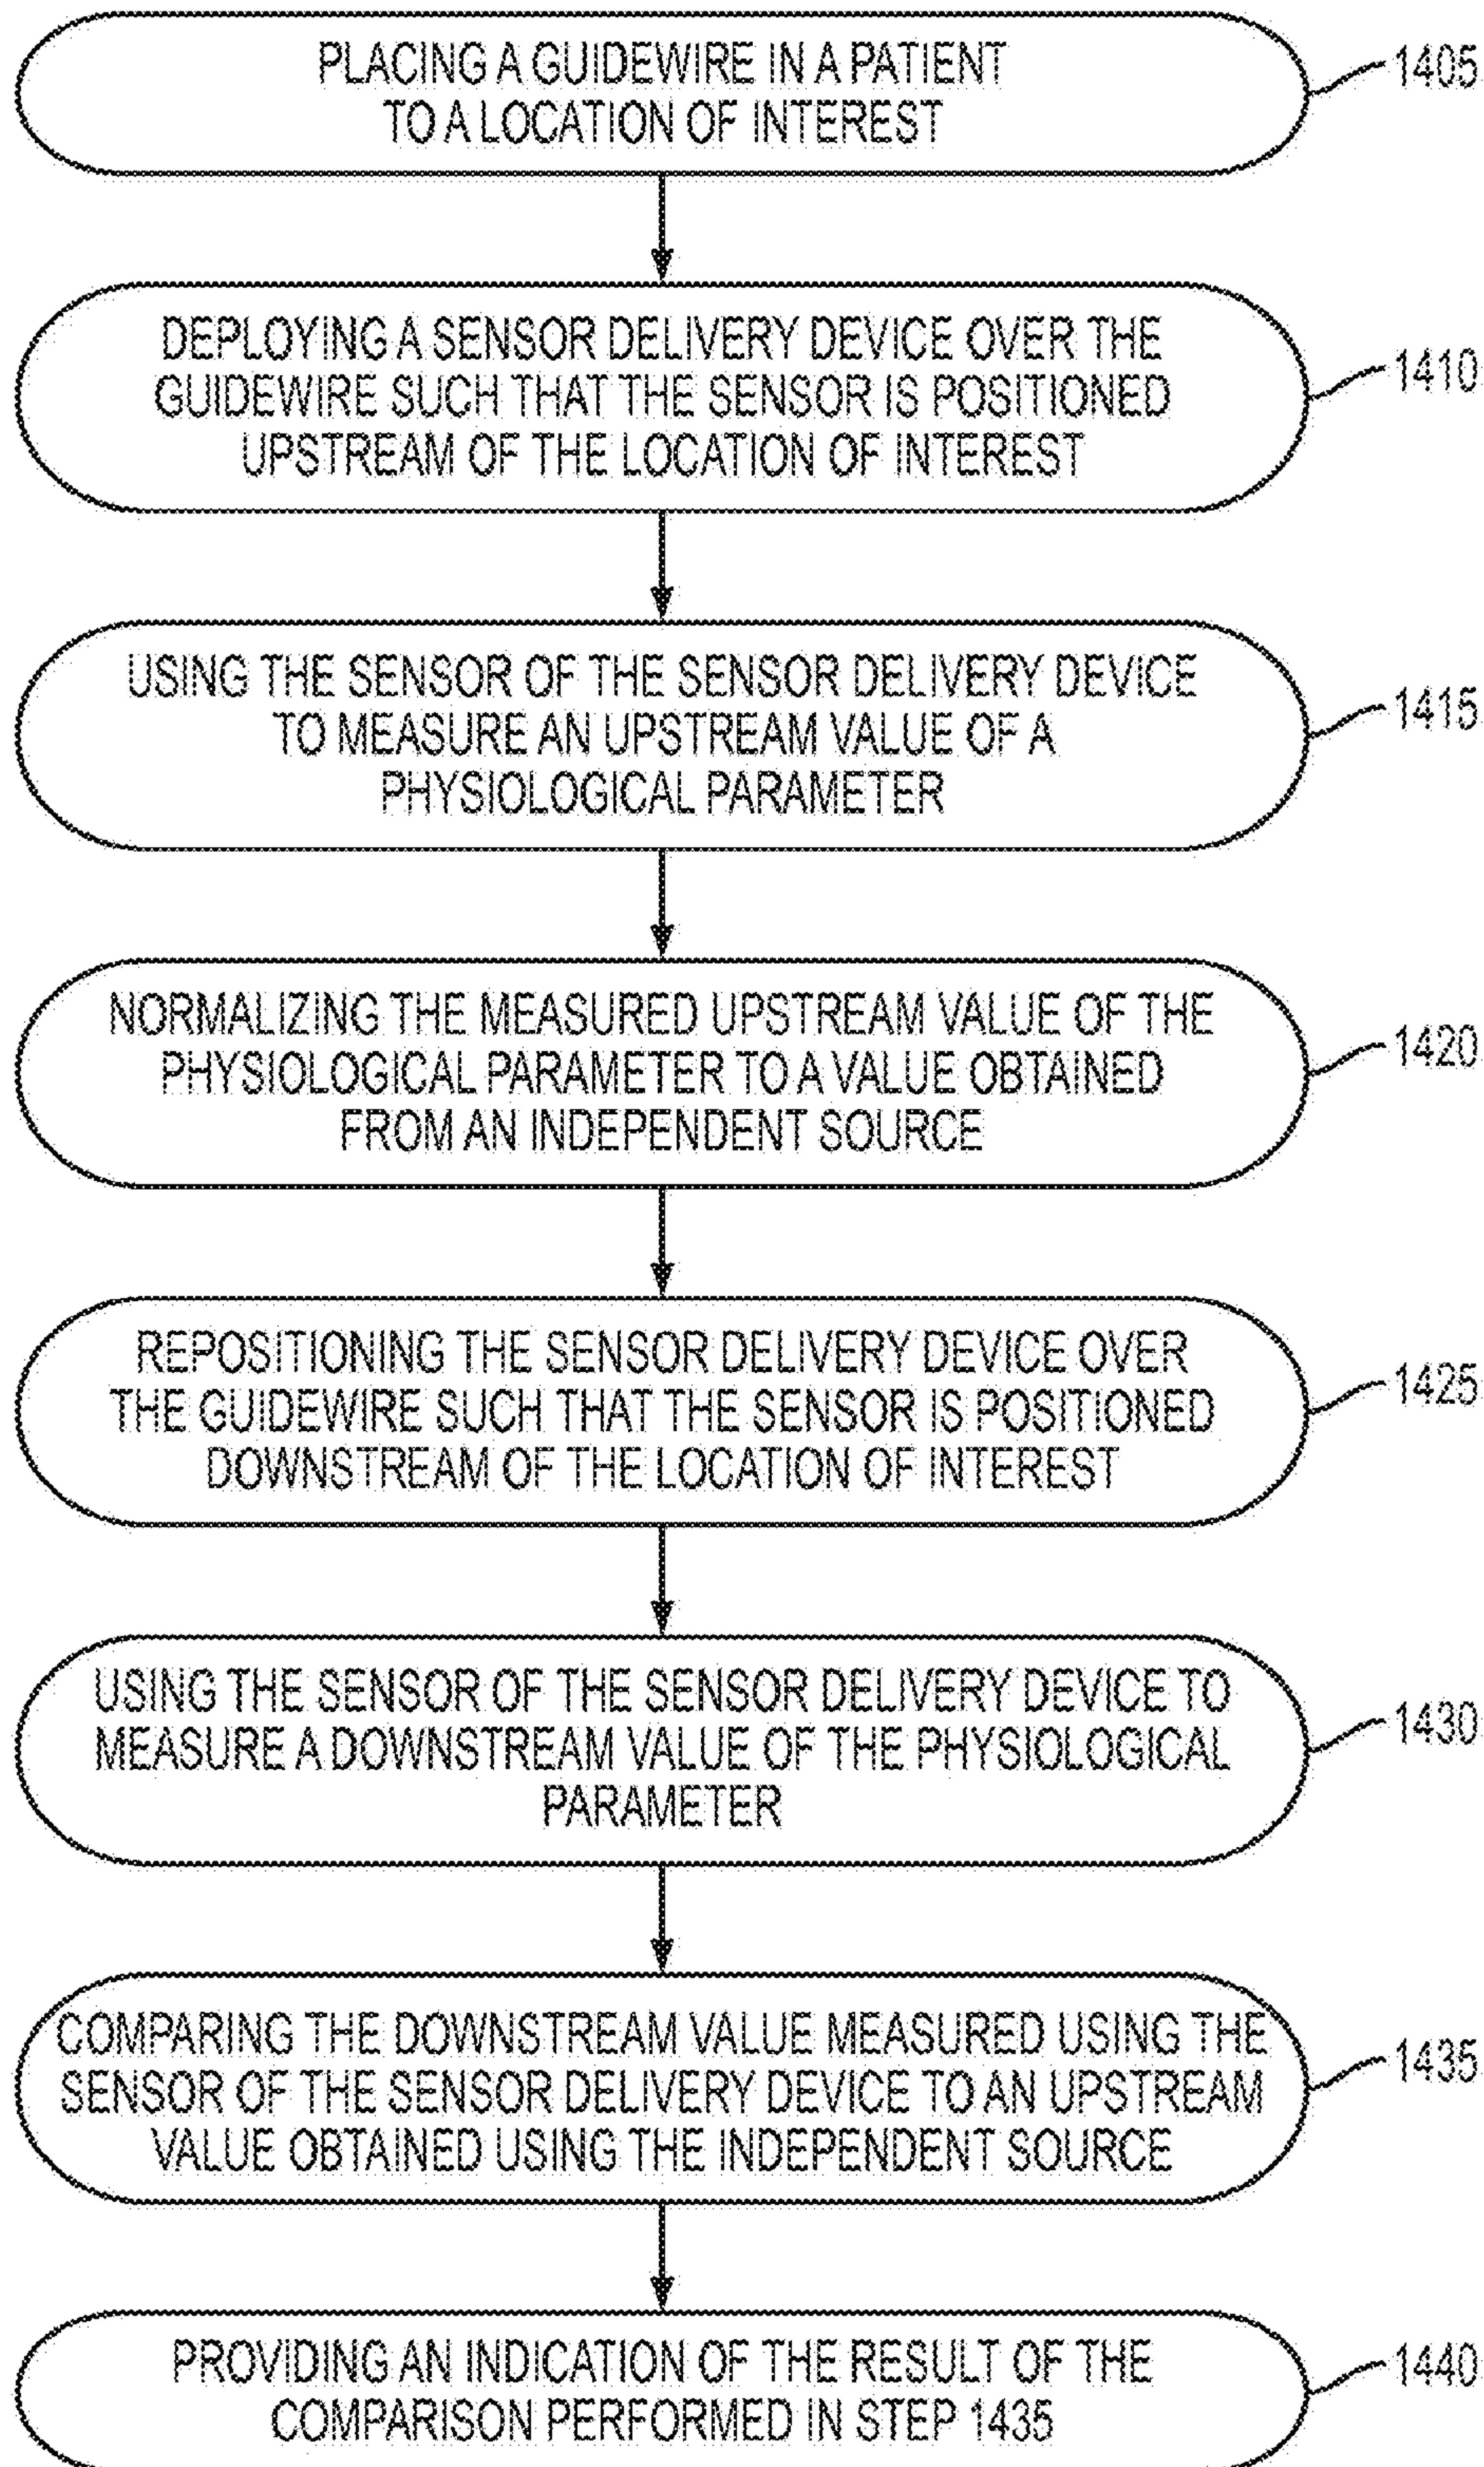 PLACING A GUIDEWIRE IN A PATIENT
TO A LOCATION OF INTEREST
1405
DEPLOYING A SENSOR DELIVERY DEVICE OVER THE
GUIDEWIRE SUCH THAT THE SENSOR IS POSITIONED
UPSTREAM OF THE LOCATION OF INTEREST
1410
USING THE SENSOR OF THE SENSOR DELIVERY DEVICE
TO MEASURE AN UPSTREAM VALUE OF A
PHYSIOLOGICAL PARAMETER
1415
NORMALIZING THE MEASURED UPSTREAM VALUE OF THE
PHYSIOLOGICAL PARAMETER TO A VALUE OBTAINED
FROM AN INDEPENDENT SOURCE
1420
REPOSITIONING THE SENSOR DELIVERY DEVICE OVER
THE GUIDEWIRE SUCH THAT THE SENSOR IS POSITIONED
DOWNSTREAM OF THE LOCATION OF INTEREST
1425
USING THE SENSOR OF THE SENSOR DELIVERY DEVICE TO
MEASURE A DOWNSTREAM VALUE OF THE PHYSIOLOGICAL
PARAMETER
1430
COMPARING THE DOWNSTREAM VALUE MEASURED USING THE
SENSOR OF THE SENSOR DELIVERY DEVICE TO AN UPSTREAM
VALUE OBTAINED USING THE INDEPENDENT SOURCE
1435
PROVIDING AN INDICATION OF THE RESULT OF THE
COMPARISON PERFORMED IN STEP 1435
1440